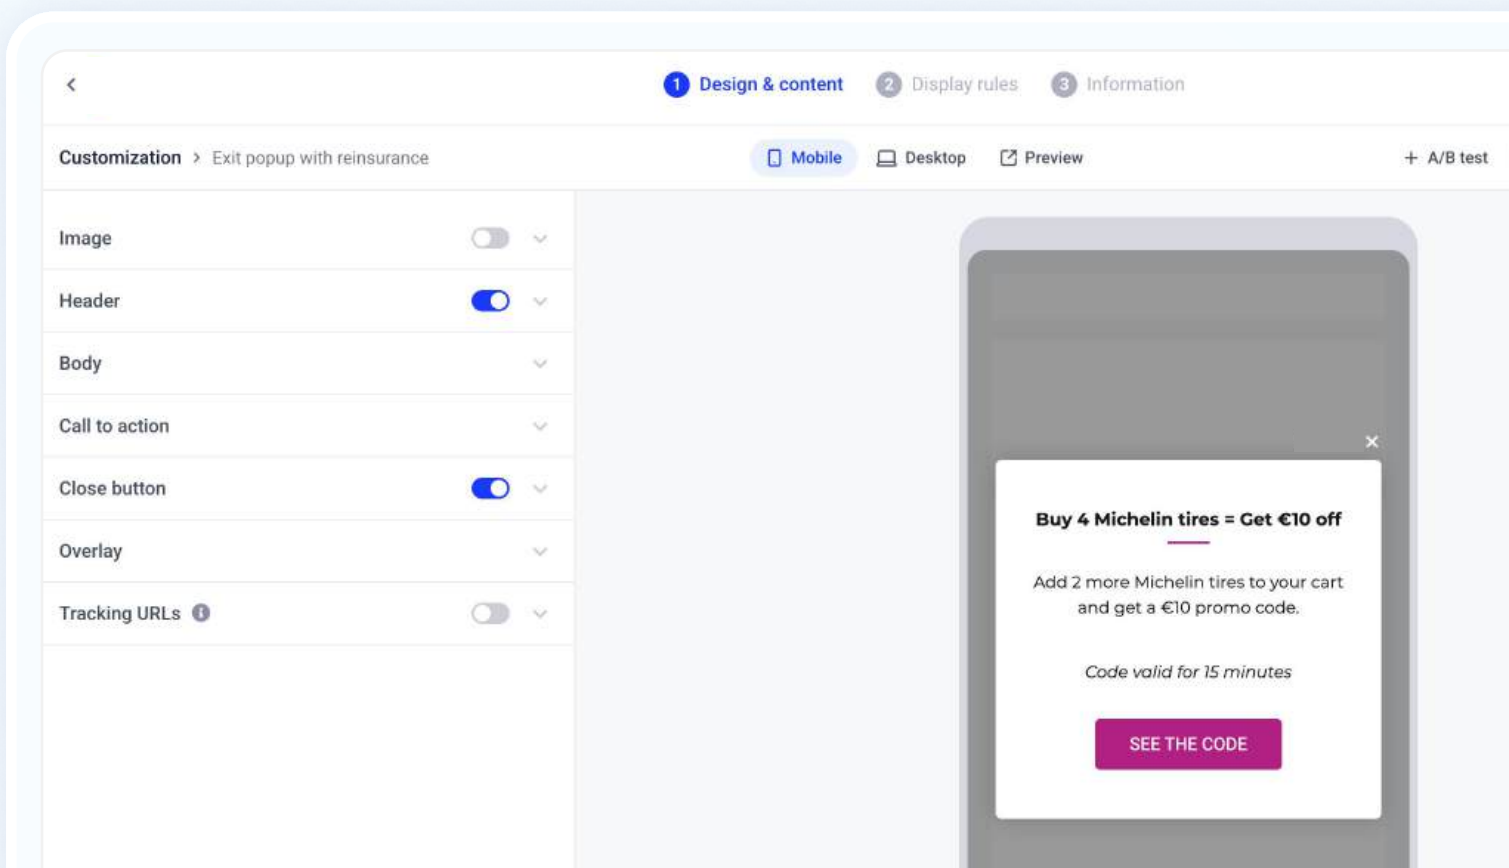 1 Design & content 2 Display rules 3 Information
Customization > Exit popup with reinsurance
Mobile Desktop Preview
+ A/B test
Image
Header
Body
Call to action
Close button
Overlay
Tracking URLs i
×
Buy 4 Michelin tires = Get €10 off
Add 2 more Michelin tires to your cart
and get a €10 promo code.
Code valid for 15 minutes
SEE THE CODE